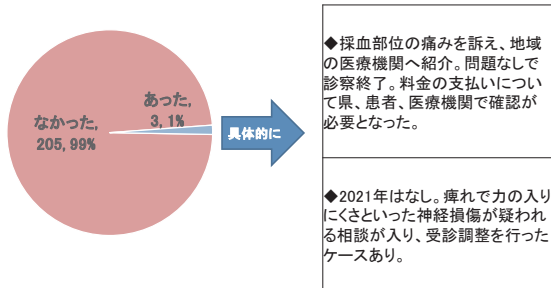 なかった,
205, 99%
あった,
3, 1%
具体的に
◆採血部位の痛みを訴え、地域
の医療機関へ紹介。問題なしで
診察終了。料金の支払いについ
て県、患者、医療機関で確認が
必要となった。
◆2021年はなし。痺れで力の入り
にくさといった神経損傷が疑われ
る相談が入り、受診調整を行った
ケースあり。